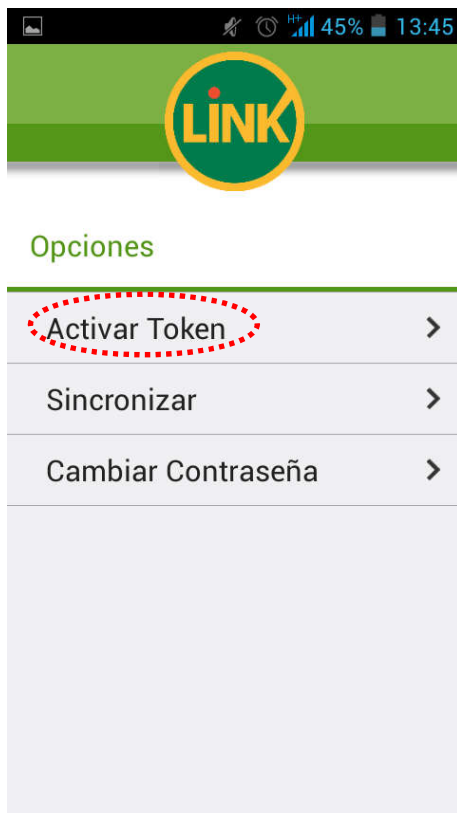 45% 13:45
LiNK
Opciones
Activar Token
Sincronizar
Cambiar Contraseña